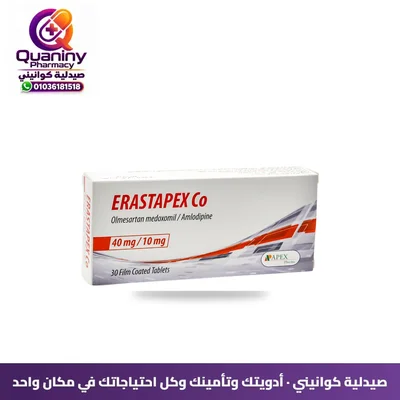 Quaniny
Pharmacy
صيدلية كوانيني
01036181518
ERASTAPEX Co
Olmesartan medoxomil / Amlodipine
40 mg / 10 mg
30 Film Coated Tablets
APEX
صيدلية كوانيني - أدويتك وتأمينك وكل احتياجاتك في مكان واحد